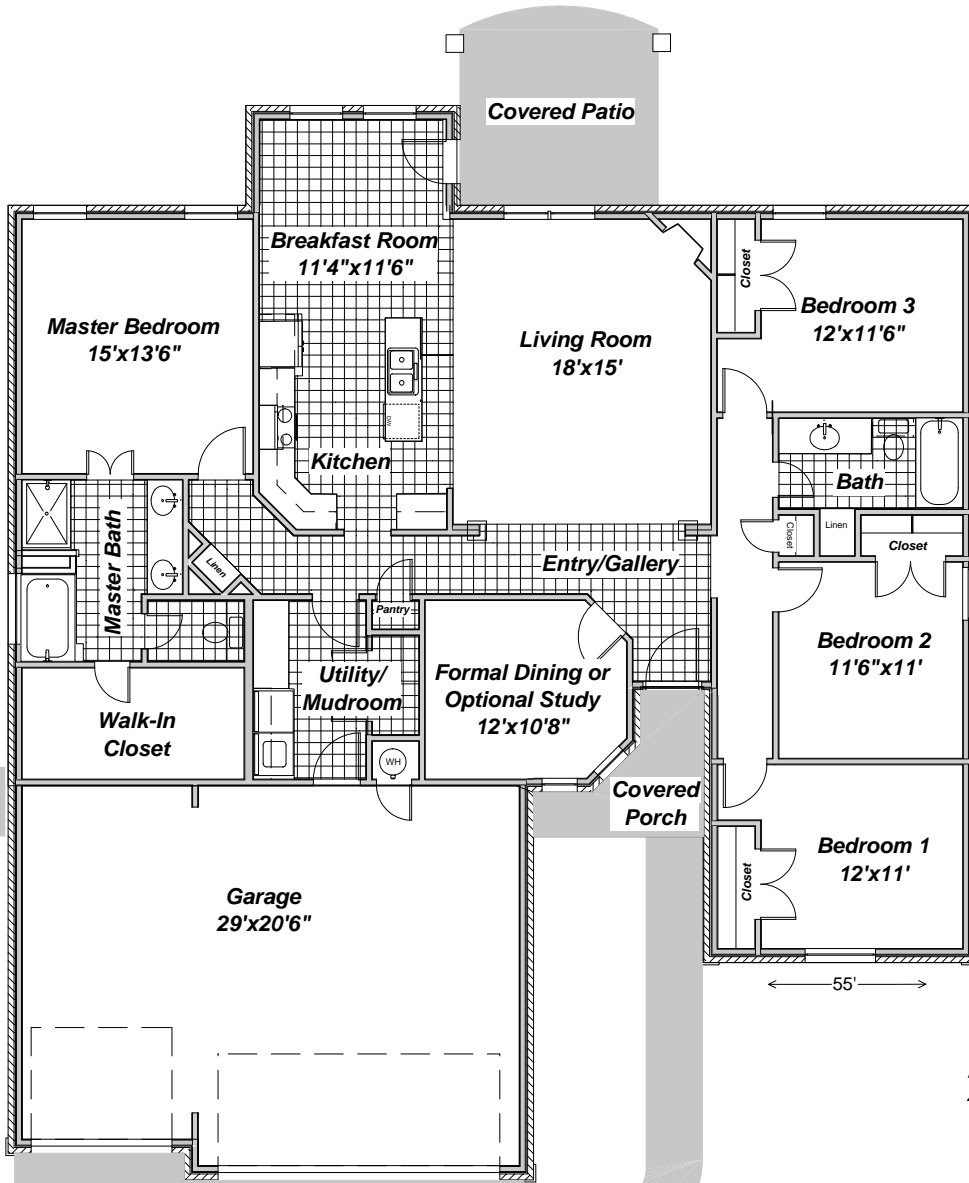 Covered Patio
Breakfast Room
11'4"x11'6"
Master Bedroom
15'x13'6"
Living Room
18'x15'
Closet
Bedroom 3
12'x11'6"
DW
Kitchen
Bath
Master Bath
Linen
Closet
Linen
Closet
Entry/Gallery
Pantry
Bedroom 2
11'6"x11'
Utility/
Mudroom
Formal Dining or
Optional Study
12'x10'8"
Walk-In
Closet
WH
Covered
Porch
Bedroom 1
12'x11'
Closet
Garage
29'x20'6"
55'